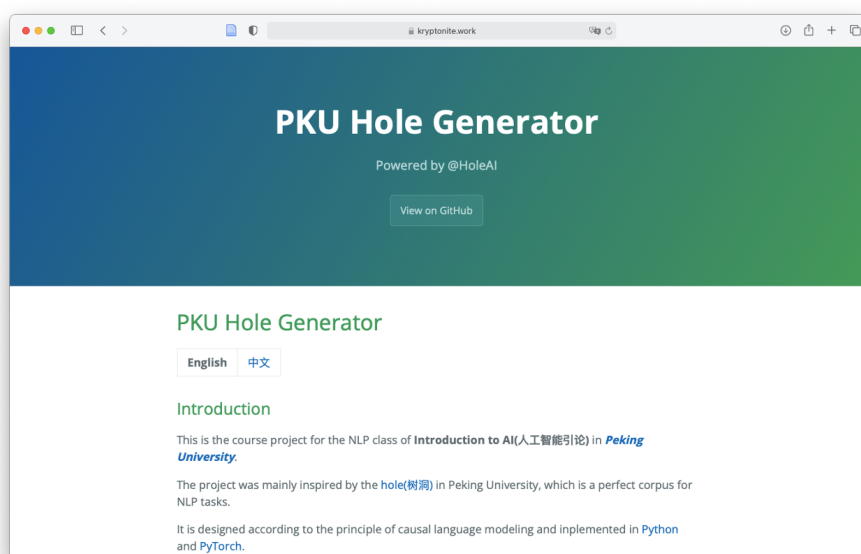 kryptonite.work
PKU Hole Generator
Powered by @HoleAI
View on GitHub
PKU Hole Generator
English 中文
Introduction
This is the course project for the NLP class of Introduction to AI(人工智能引论) in Peking
University.
The project was mainly inspired by the hole(树洞) in Peking University, which is a perfect corpus for
NLP tasks.
It is designed according to the principle of causal language modeling and inplemented in Python
and PyTorch.